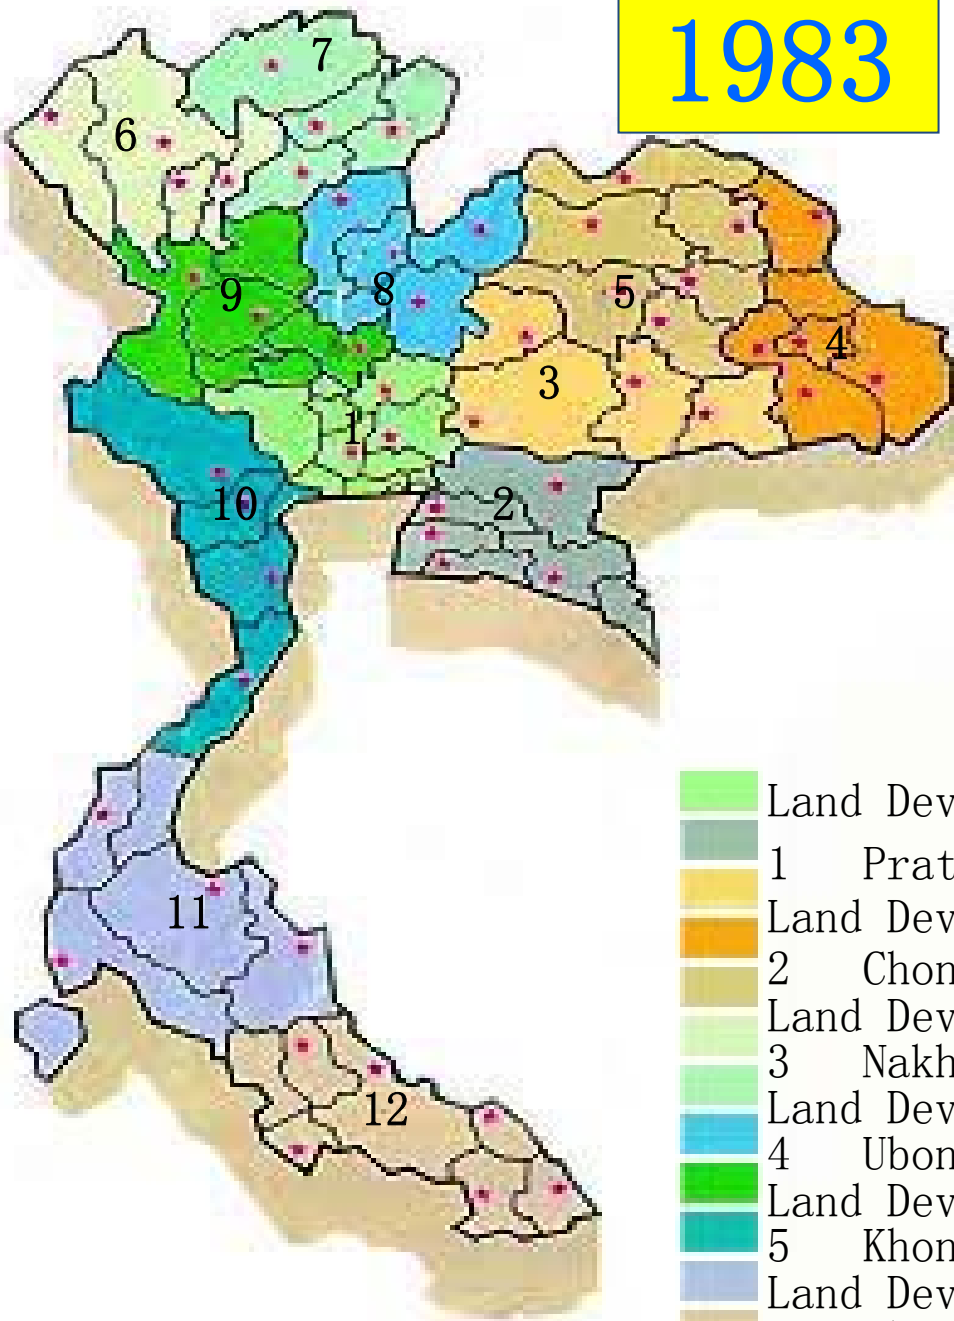 1983
7
6
5
9
8
4
3
1
2
10
11
12
Land Dev
1 Prat
Land Dev
2 Chon
Land Dev
3 Nakh
Land Dev
4 Ubon
Land Dev
5 Khon
Land Dev